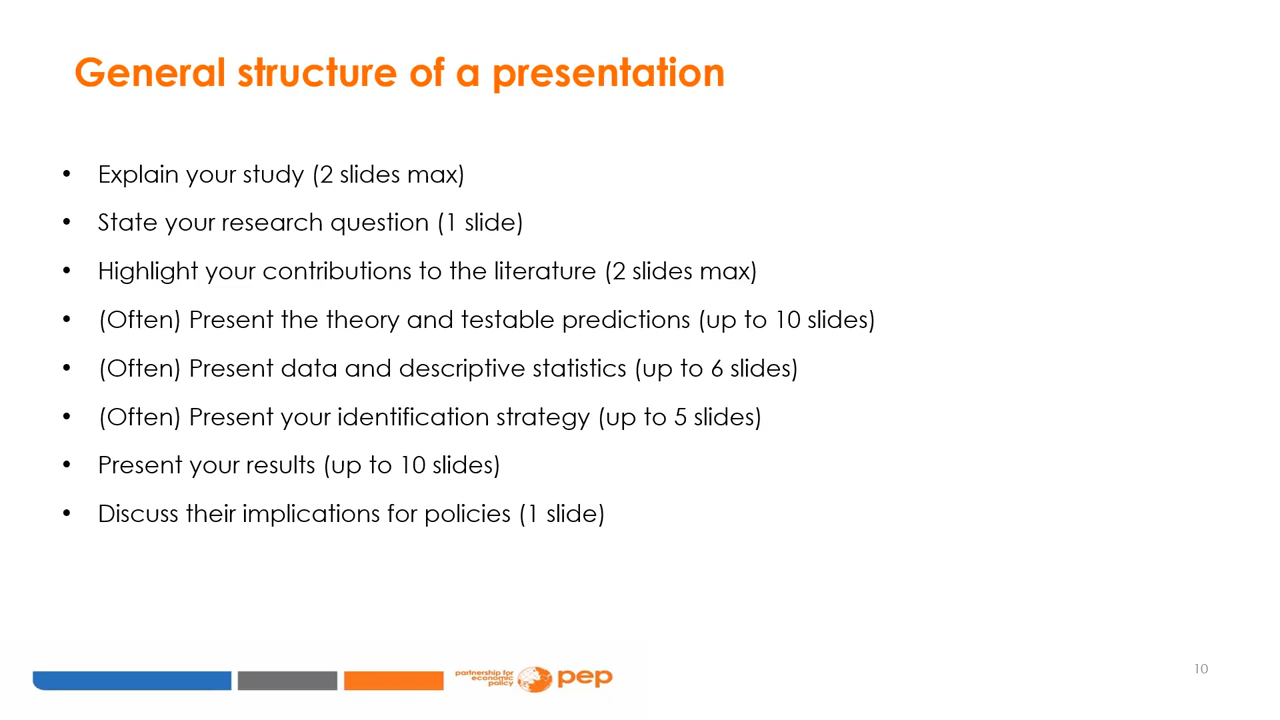 General structure of a presentation
• Explain your study (2 slides max)
• State your research question (1 slide)
• Highlight your contributions to the literature (2 slides max)
• (Often) Present the theory and testable predictions (up to 10 slides)
• (Often) Present data and descriptive statistics (up to 6 slides)
• (Often) Present your identification strategy (up to 5 slides)
• Present your results (up to 10 slides)
• Discuss their implications for policies (1 slide)
partnership for
economic
policy
pep
10